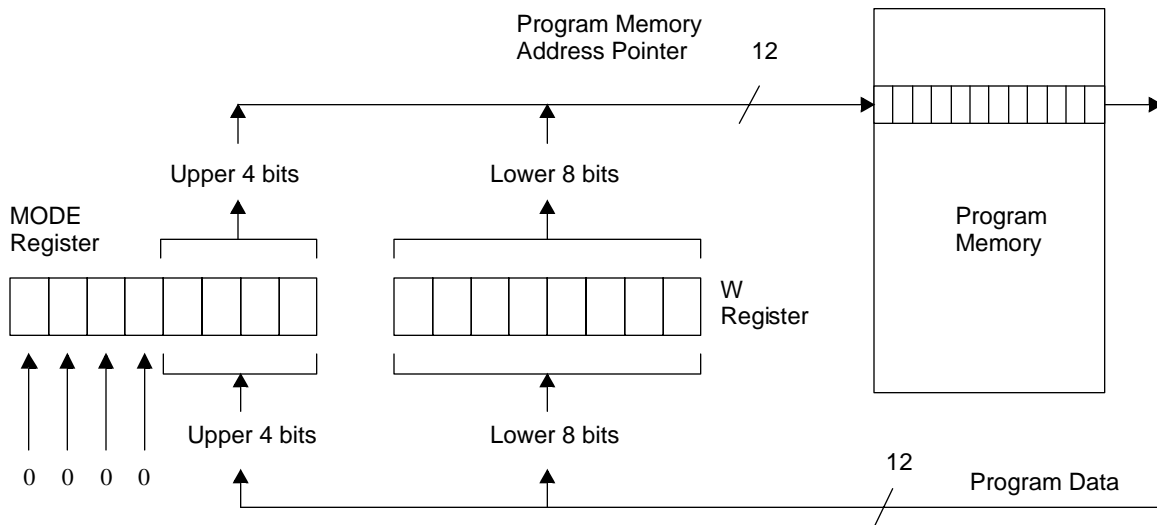 Program Memory
Address Pointer
12
Upper 4 bits
Lower 8 bits
MODE
Register
Program
Memory
W
Register
Upper 4 bits
Lower 8 bits
0 0 0 0
12
Program Data